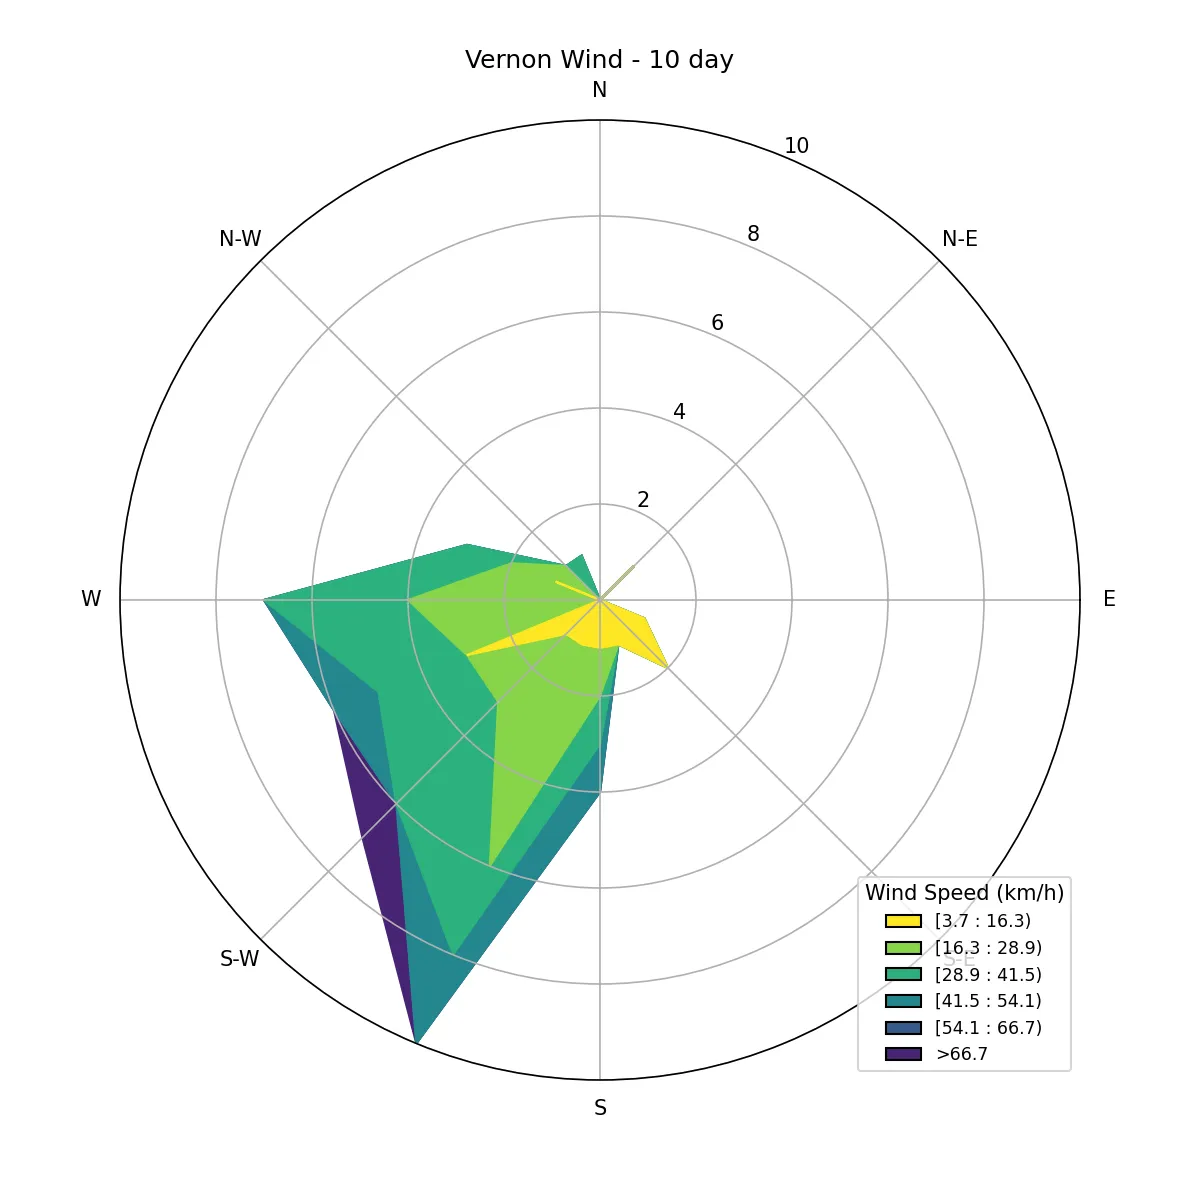 Vernon Wind - 10 day
N
10
N-W
8
N-E
6
4
2
W
E
Wind Speed (km/h)
[3.7 : 16.3)
[16.3 : 28.9)
S-W
S-E
[28.9 : 41.5)
[41.5 : 54.1)
[54.1 : 66.7)
>66.7
S